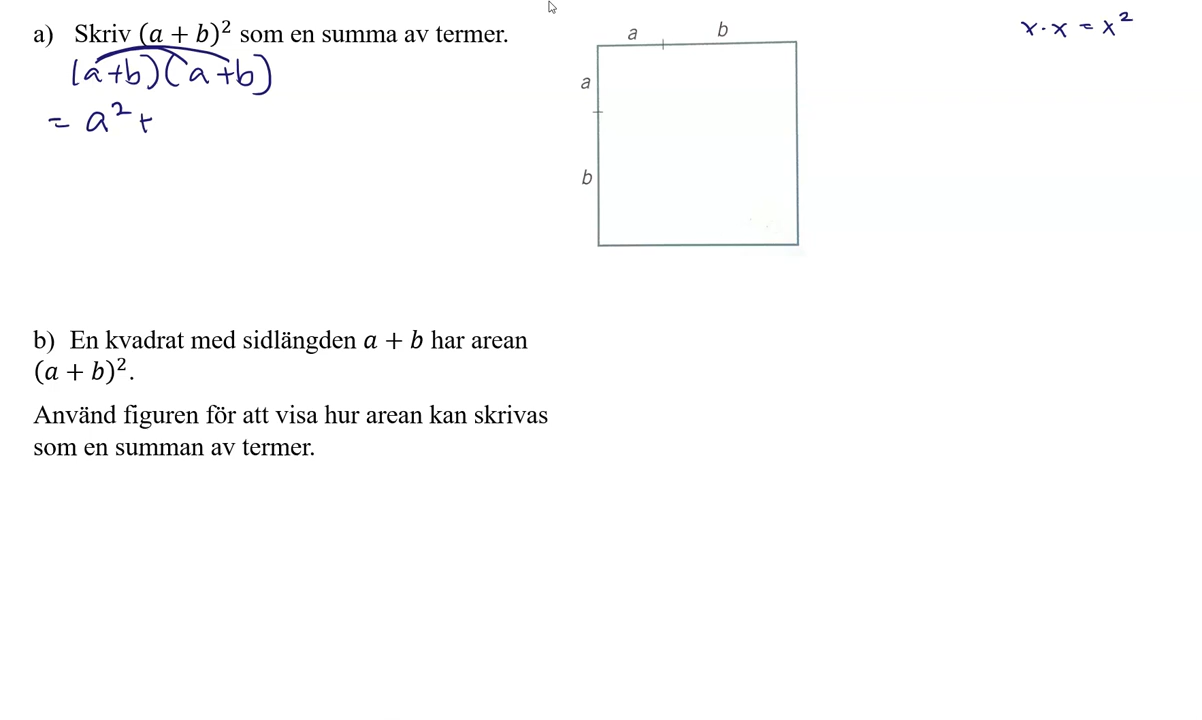 a) Skriv (a + b)² som en summa av termer.
(a+b)(a+b)
= a²+
a b
a
b
x·x = x²
b) En kvadrat med sidlängden a + b har arean
(a + b)².
Använd figuren för att visa hur arean kan skrivas
som en summan av termer.